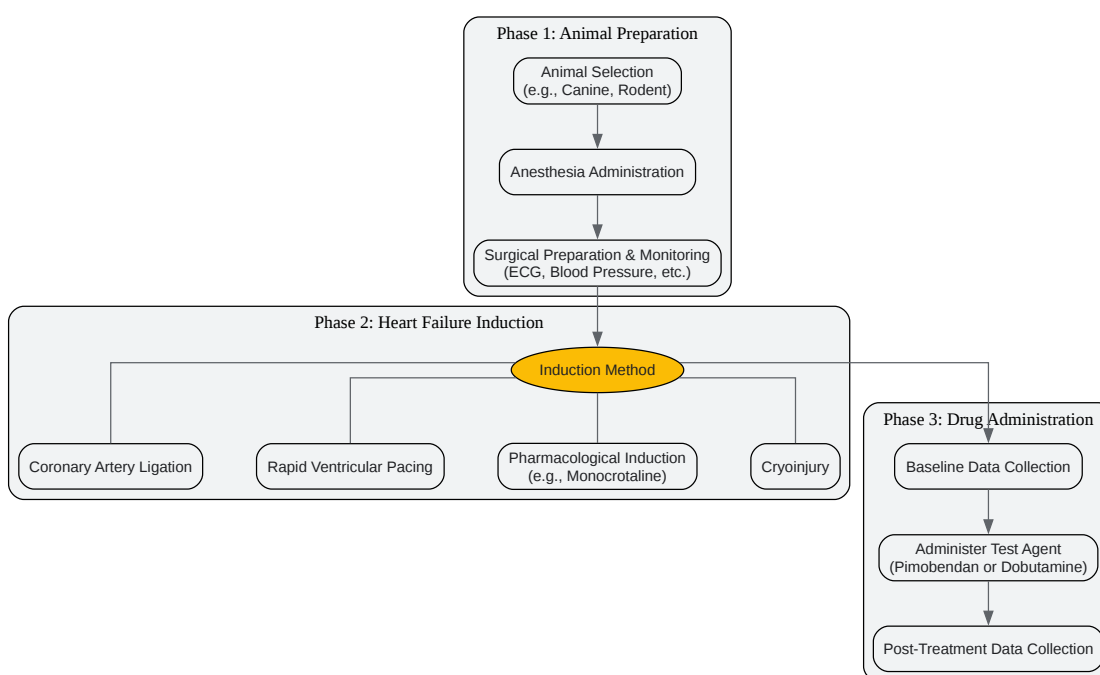 Phase 1: Animal Preparation
Animal Selection
(e.g., Canine, Rodent)
Anesthesia Administration
Surgical Preparation & Monitoring
(ECG, Blood Pressure, etc.)
Phase 2: Heart Failure Induction
Induction Method
Coronary Artery Ligation
Rapid Ventricular Pacing
Pharmacological Induction
(e.g., Monocrotaline)
Cryoinjury
Phase 3: Drug Administration
Baseline Data Collection
Administer Test Agent
(Pimobendan or Dobutamine)
Post-Treatment Data Collection